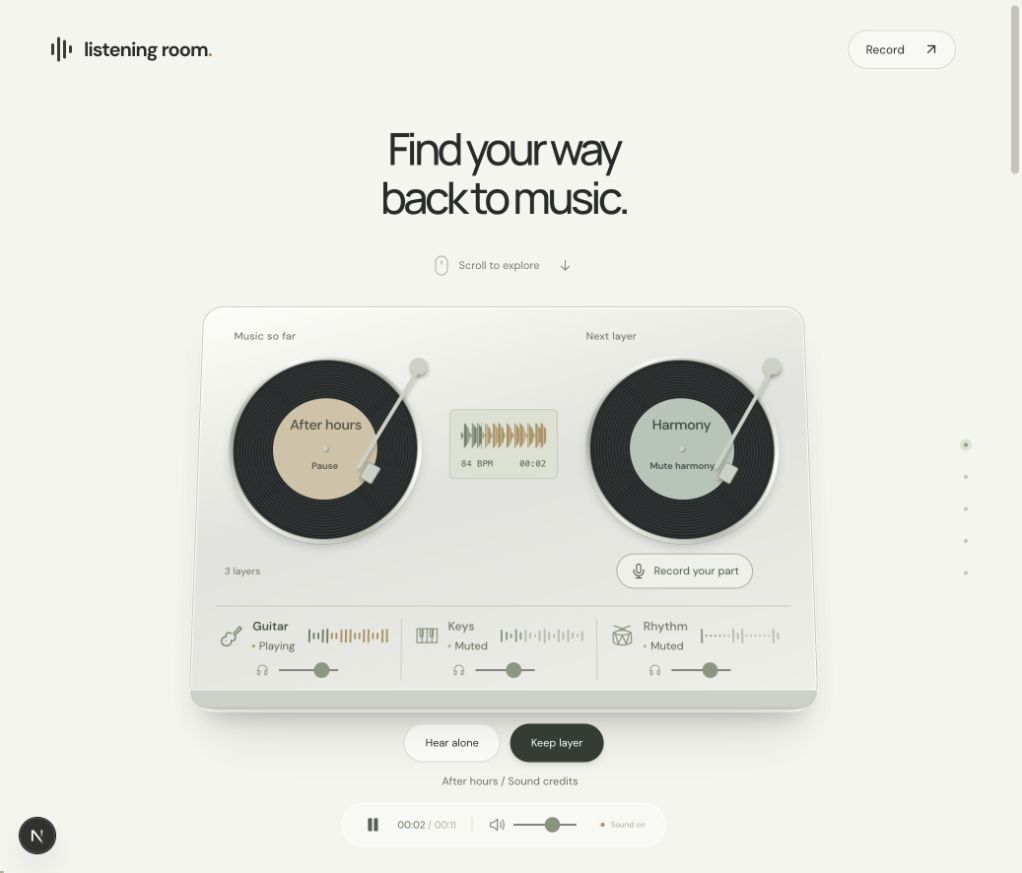 listening room.
Record
Find your way
back to music.
Scroll to explore
Music so far
Next layer
After hours
Pause
84 BPM 00:02
Harmony
Mute harmony
3 layers
Record your part
Guitar
Playing
Keys
Muted
Rhythm
Muted
Hear alone
Keep layer
After hours / Sound credits
00:02 / 00:11
Sound on
N